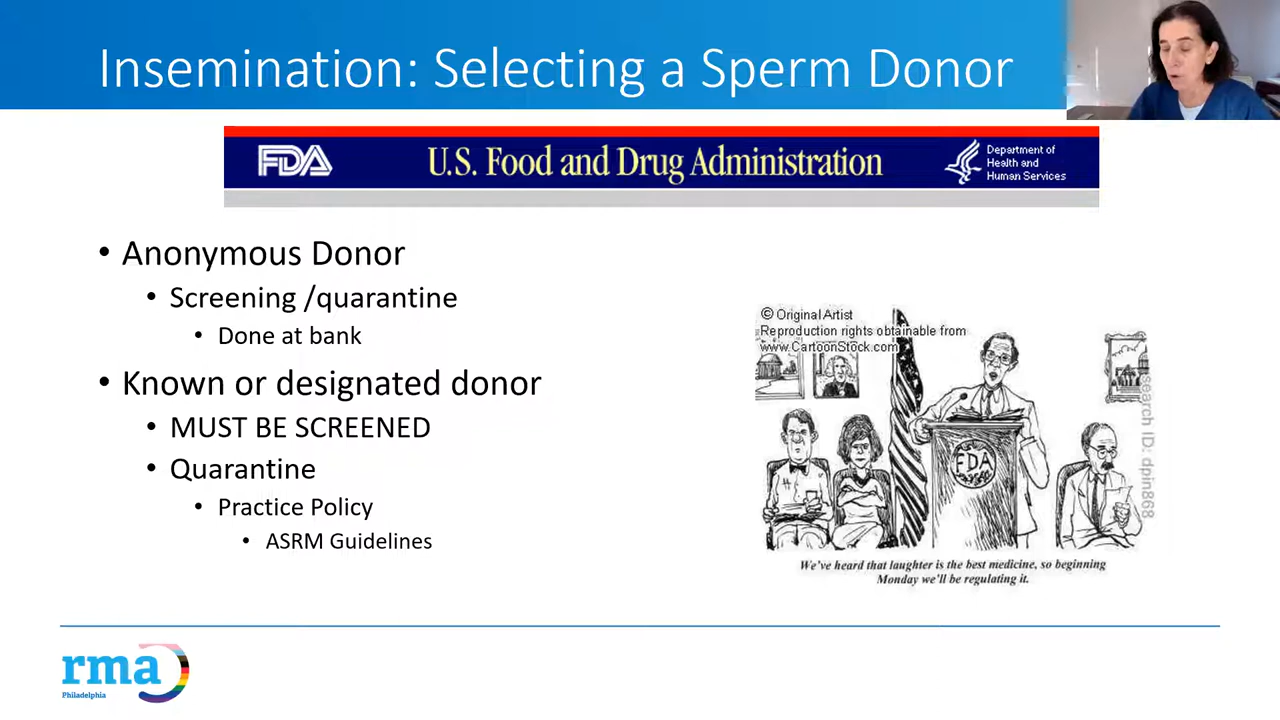 Insemination: Selecting a Sperm Donor
FDA
U.S. Food and Drug Administration
Department of
Health and
Human Services
• Anonymous Donor
• Screening /quarantine
• Done at bank
• Known or designated donor
• MUST BE SCREENED
• Quarantine
• Practice Policy
• ASRM Guidelines
© Original Artist
Reproduction rights obtainable from
www.CartoonStock.com
search ID: dpin868
FDA
We've heard that laughter is the best medicine, so beginning
Monday we'll be regulating it.
rma
Philadelphia